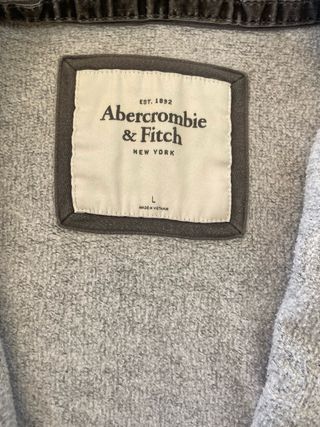 EST. 1892
Abercrombie
& Fitch
NEW YORK
L
MADE IN VIETNAM